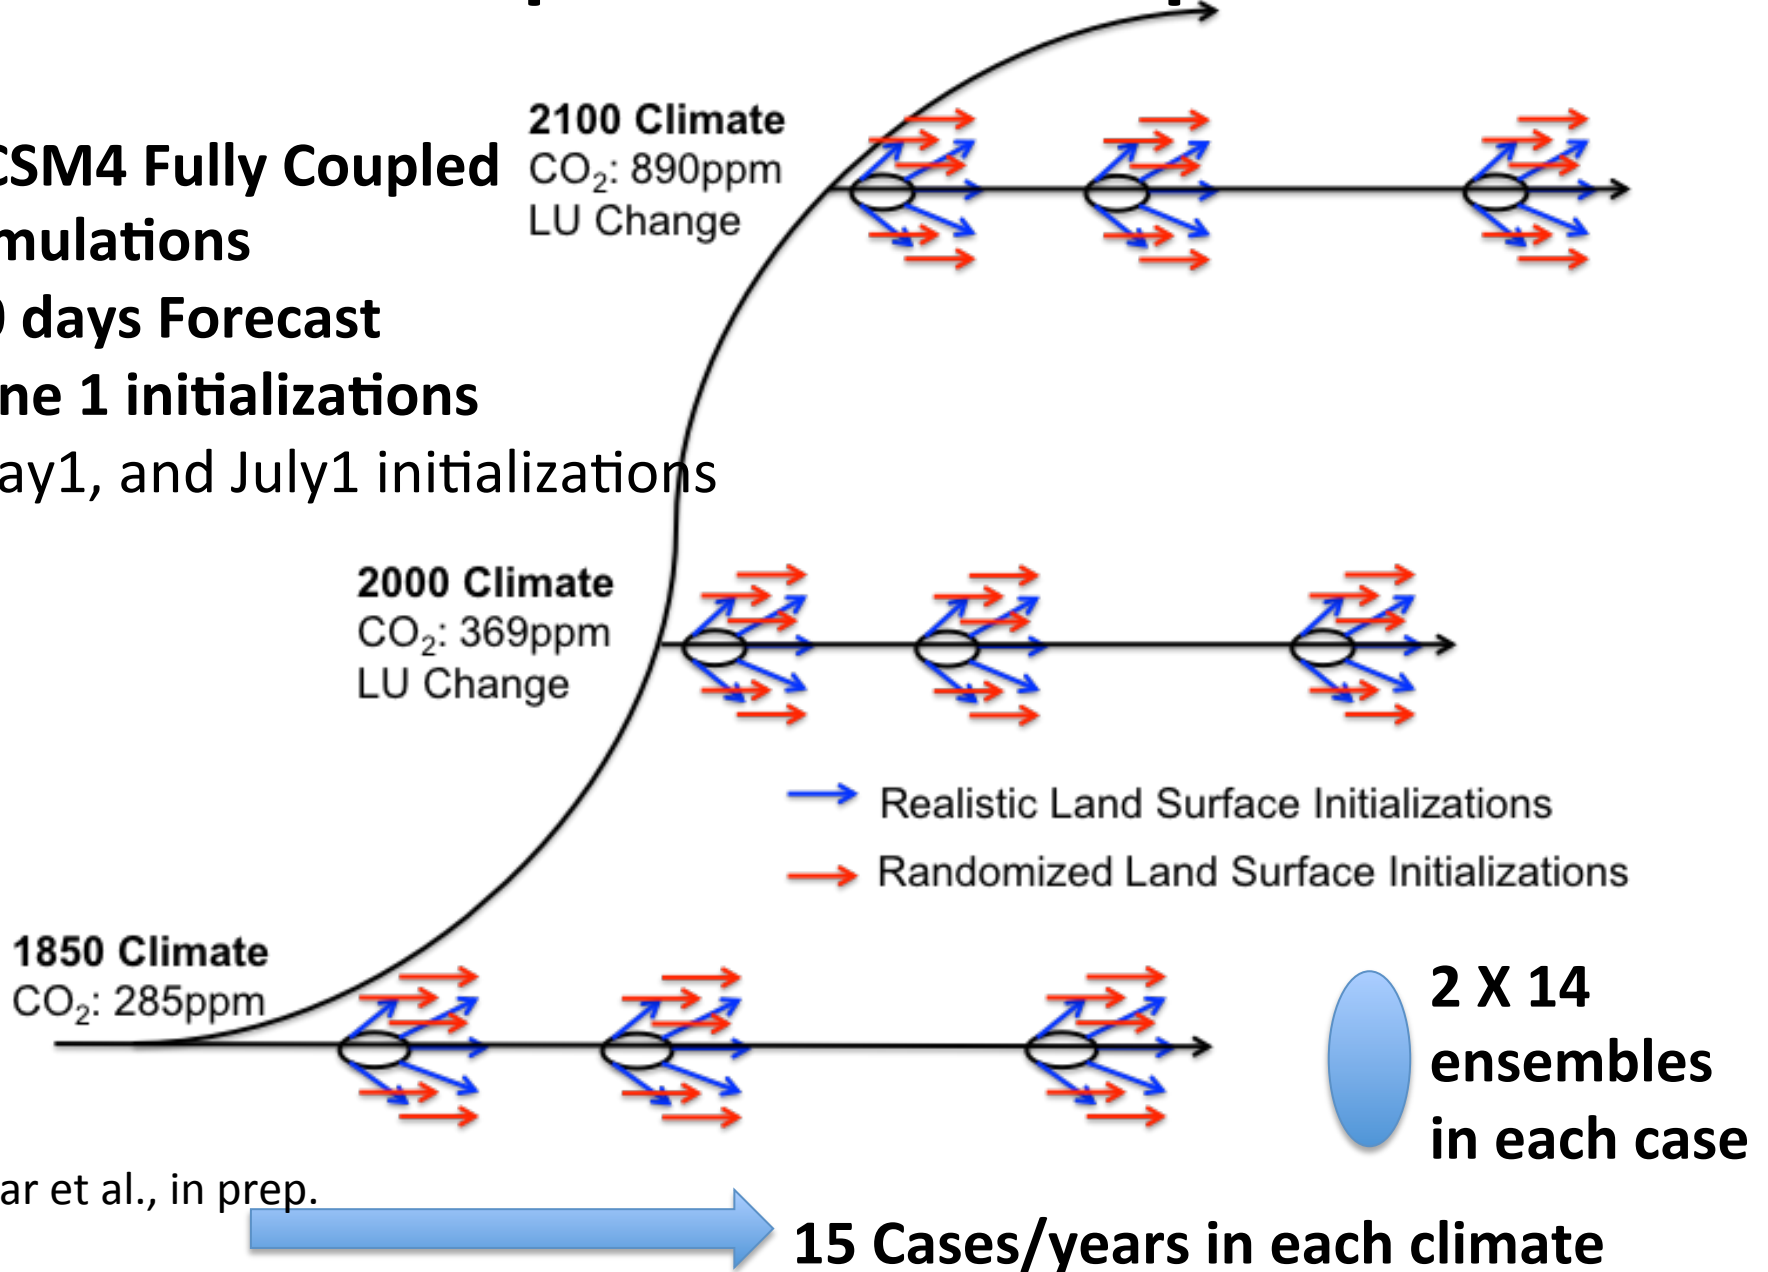 2100 Climate
CO₂: 890ppm
LU Change
CSM4 Fully Coupled
mulations
0 days Forecast
ne 1 initializations
ay1, and July1 initializations
2000 Climate
CO₂: 369ppm
LU Change
Realistic Land Surface Initializations
Randomized Land Surface Initializations
1850 Climate
CO₂: 285ppm
2 X 14
ensembles
in each case
ar et al., in prep.
15 Cases/years in each climate